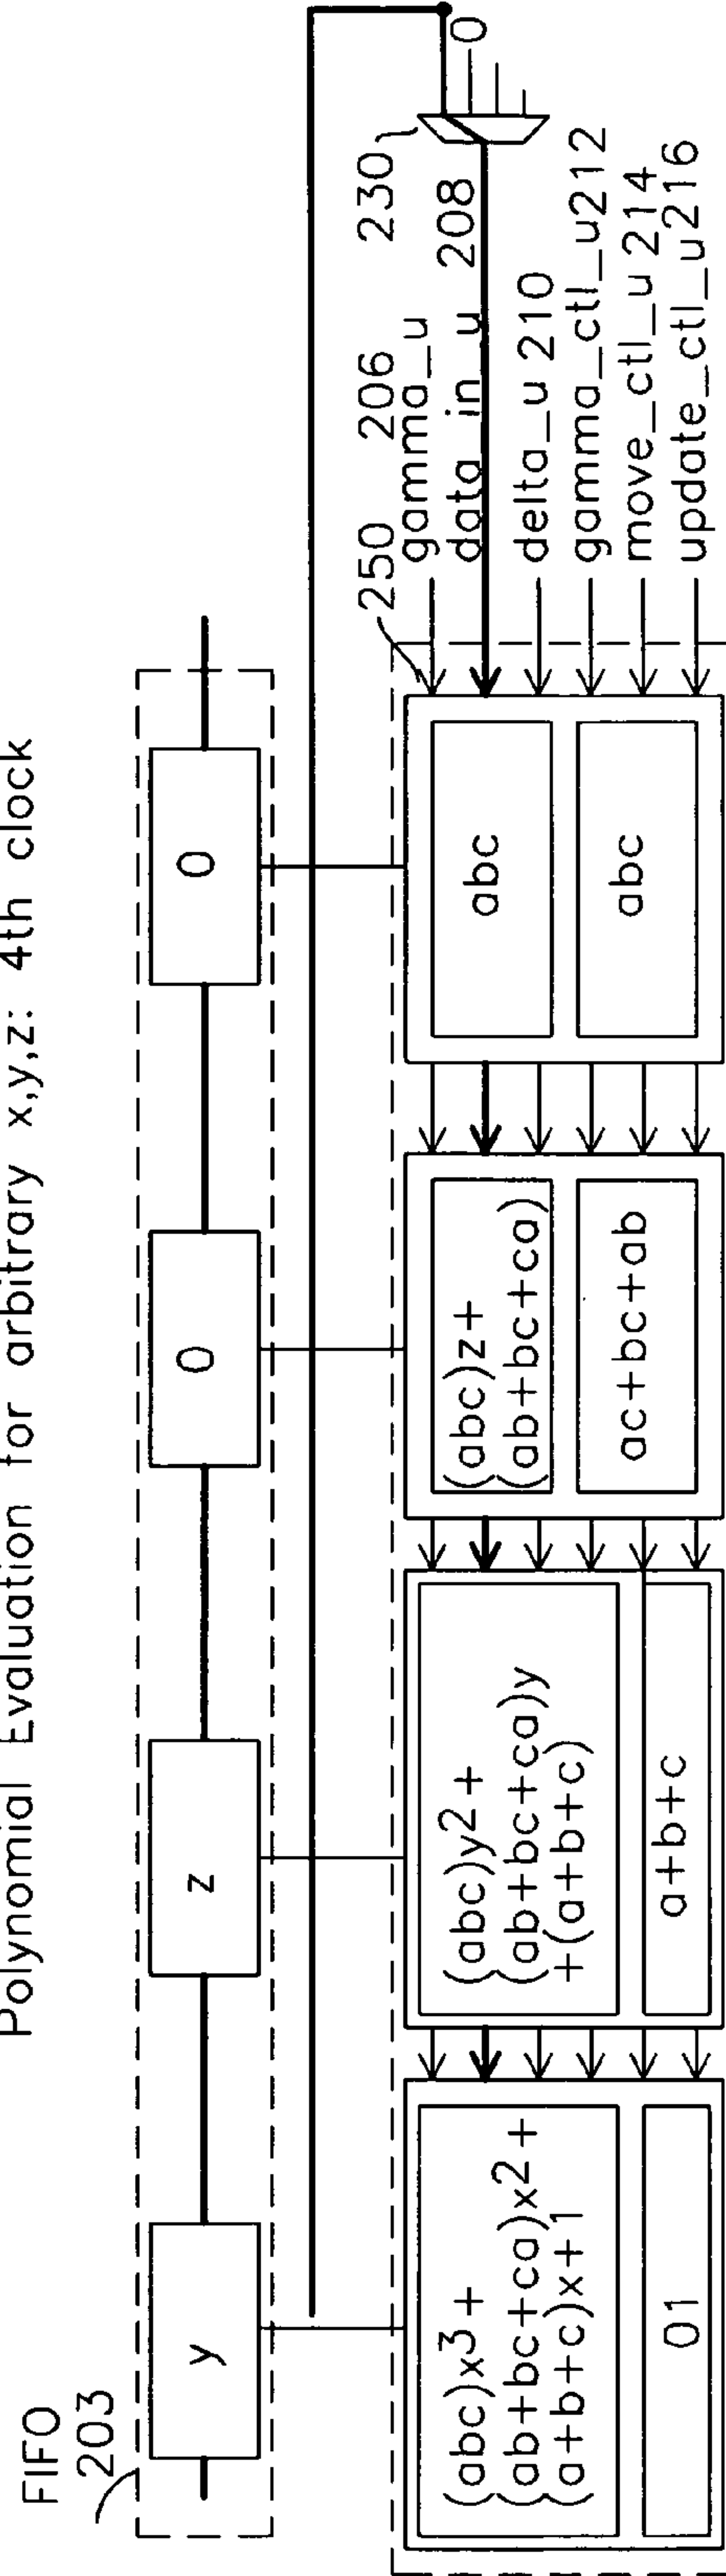 Polynomial Evaluation for arbitrary x,y,z: 4th clock
FIFO
203
y
z
0
0
0
250
206
230
gamma_u
data_in_u 208
delta_u 210
gamma_ctl_u212
move_ctl_u 214
update_ctl_u216
(abc)x3+
(ab+bc+ca)x2+
(a+b+c)x+1
01
(abc)y2+
(ab+bc+ca)y
+(a+b+c)
a+b+c
(abc)z+
(ab+bc+ca)
ac+bc+ab
abc
abc